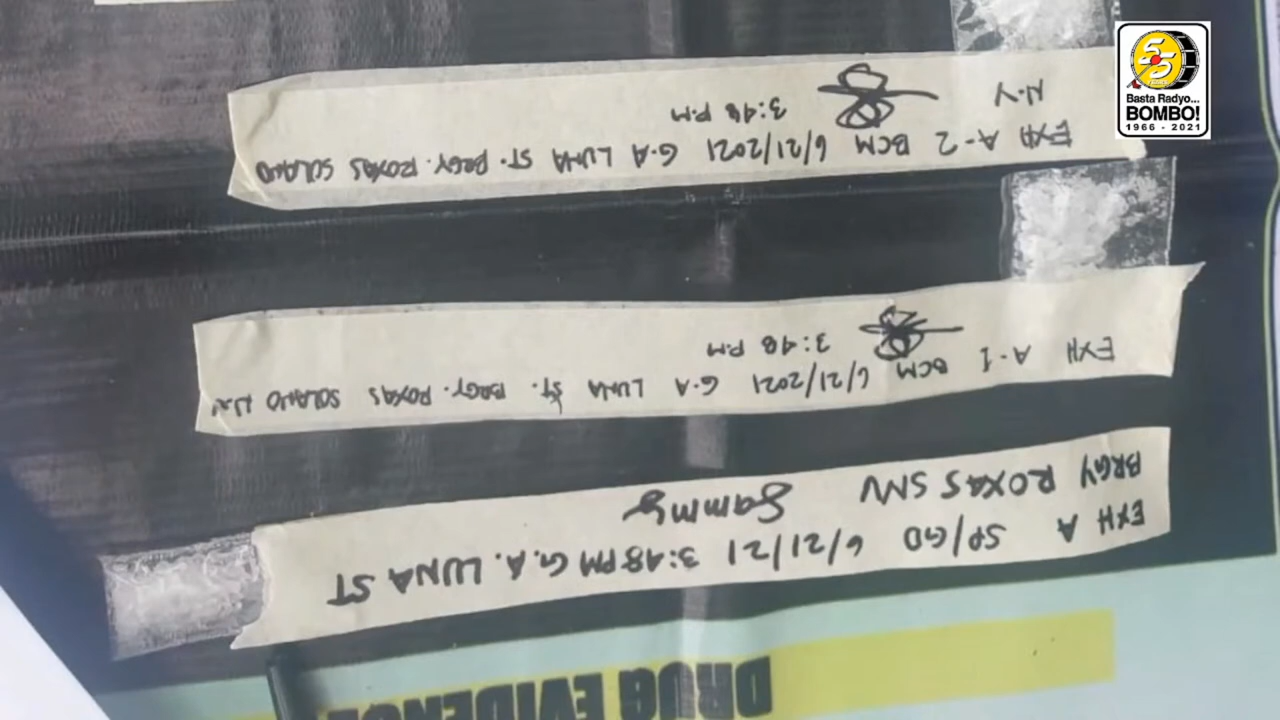 55
Basta Radyo...
BOMBO!
1966 - 2021
DRUG EVIDENCE
EXH A SP/GD 6/21/21 3:48PM G.A. LUNA ST
BRGY ROXAS SNV Sammy
EXH A-1 BCM 6/21/2021 G.A LUNA ST. BRGY. ROXAS SOLANO N.V
3:48 P.M
EXH A-2 BCM 6/21/2021 G.A LUNA ST. BRGY. ROXAS SOLANO
N.V 3:48 P.M